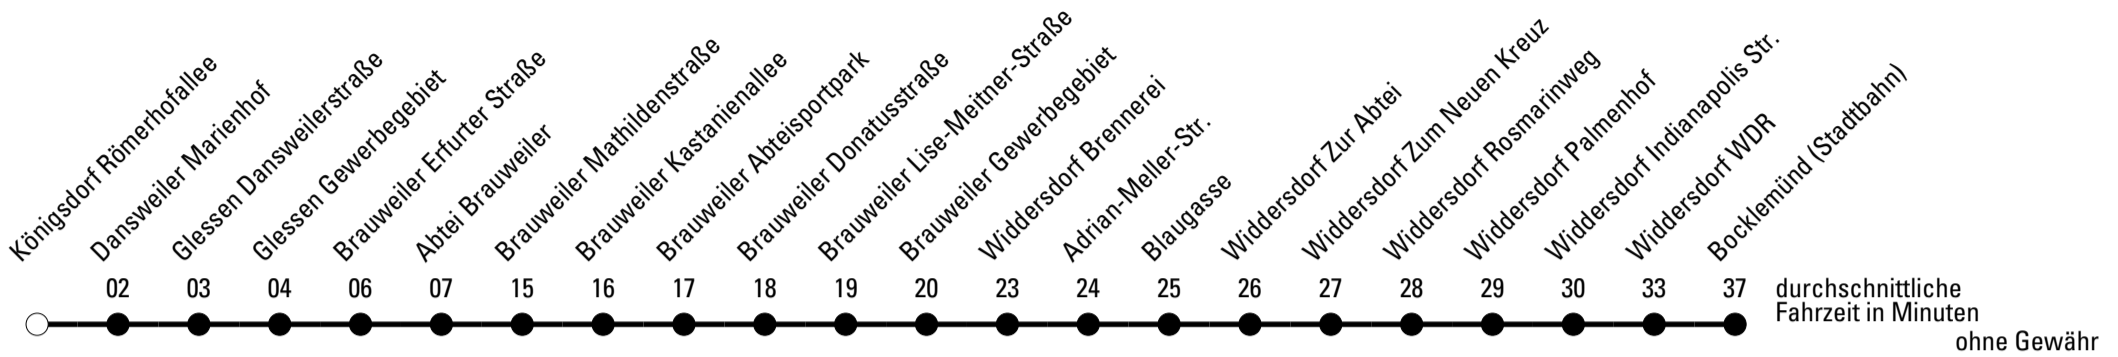 Königsdorf Römerhofallee
Dansweiler Marienhof
Glessen Dansweilerstraße
Glessen Gewerbegebiet
Brauweiler Erfurter Straße
Abtei Brauweiler
Brauweiler Mathildenstraße
Brauweiler Kastanienallee
Brauweiler Abteisportpark
Brauweiler Donatusstraße
Brauweiler Lise-Meitner-Straße
Brauweiler Gewerbegebiet
Widdersdorf Brennerei
Adrian-Meller-Str.
Blaugasse
Widdersdorf Zur Abtei
Widdersdorf Zum Neuen Kreuz
Widdersdorf Rosmarinweg
Widdersdorf Palmenhof
Widdersdorf Indianapolis Str.
Widdersdorf WDR
Bocklemünd (Stadtbahn)
02 03 04 06 07 15 16 17 18 19 20 23 24 25 26 27 28 29 30 33 37 durchschnittliche
Fahrzeit in Minuten
ohne Gewähr